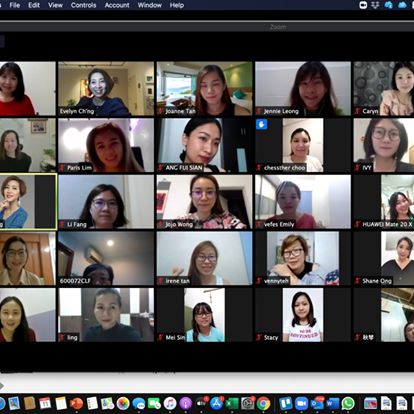 File Edit View Controls Account Window Help
Zoom
Evelyn Ch'ng
Joanne Tan
Jennie Leong
Caryn
Paris Lim
ANG FUI SIAN
chessther choo
IVY
Li Fang
Jojo Wong
vefes Emily
HUAWEI Mate 20 X
600072CLF
irene tan
vennyteh
Shane Ong
ling
Mei Sin
Stacy
秋琴